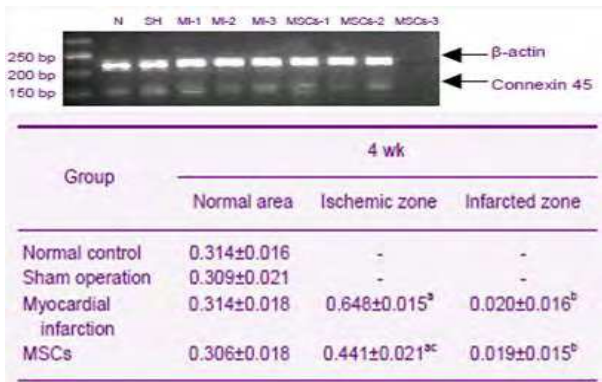 N SH MI-1 MI-2 MI-3 MSCs-1 MSCs-2 MSCs-3
250 bp
200 bp
150 bp
β-actin
Connexin 45
Group 4 wk
Normal area Ischemic zone Infarcted zone
Normal control 0.314±0.016 - -
Sham operation 0.309±0.021 - -
Myocardial 0.314±0.018 0.648±0.015a 0.020±0.016b
infarction
MSCs 0.306±0.018 0.441±0.021ac 0.019±0.015b